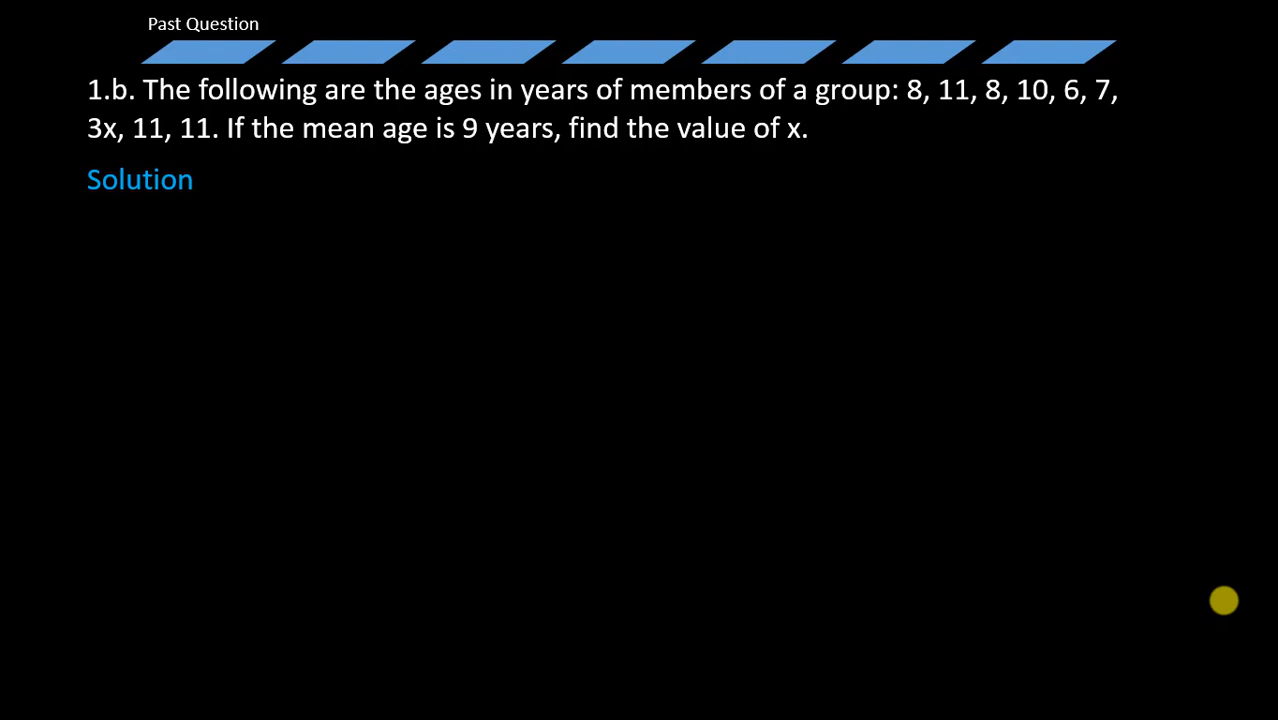 Past Question
1.b. The following are the ages in years of members of a group: 8, 11, 8, 10, 6, 7,
3x, 11, 11. If the mean age is 9 years, find the value of x.
Solution